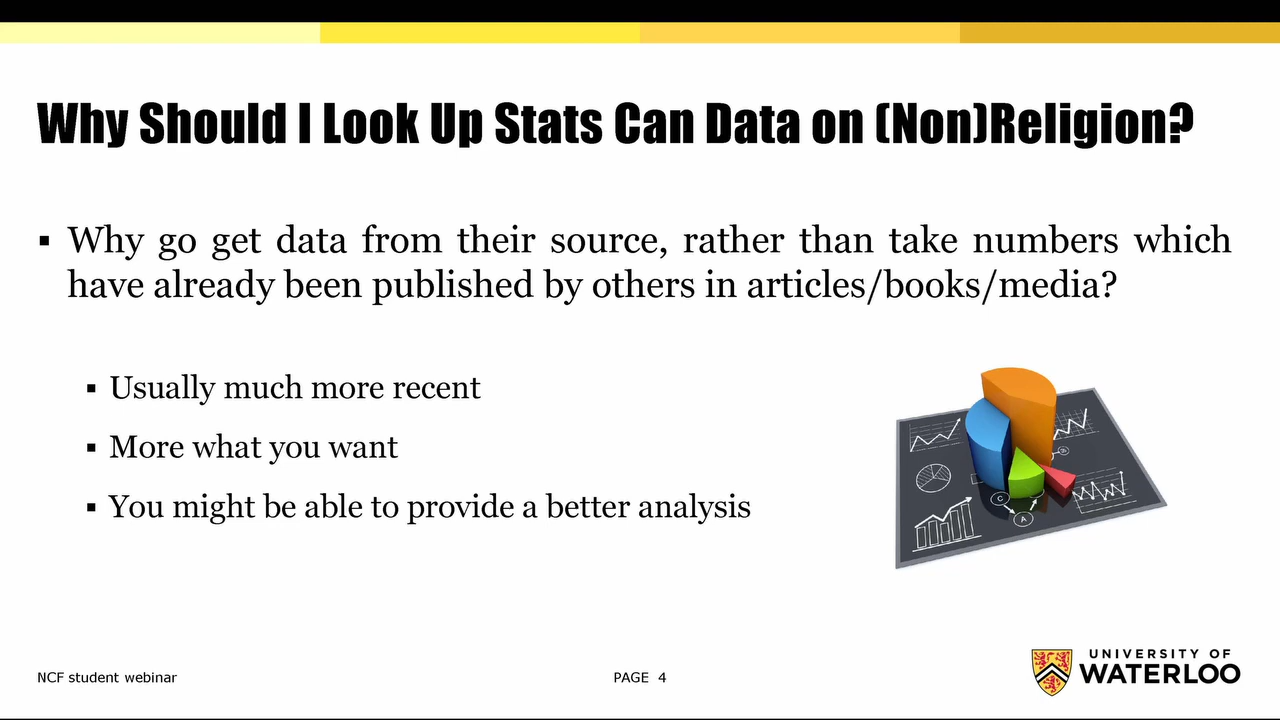 Why Should I Look Up Stats Can Data on (Non)Religion?
▪ Why go get data from their source, rather than take numbers which
have already been published by others in articles/books/media?
▪ Usually much more recent
▪ More what you want
▪ You might be able to provide a better analysis
C
A
NCF student webinar
PAGE 4
UNIVERSITY OF
WATERLOO